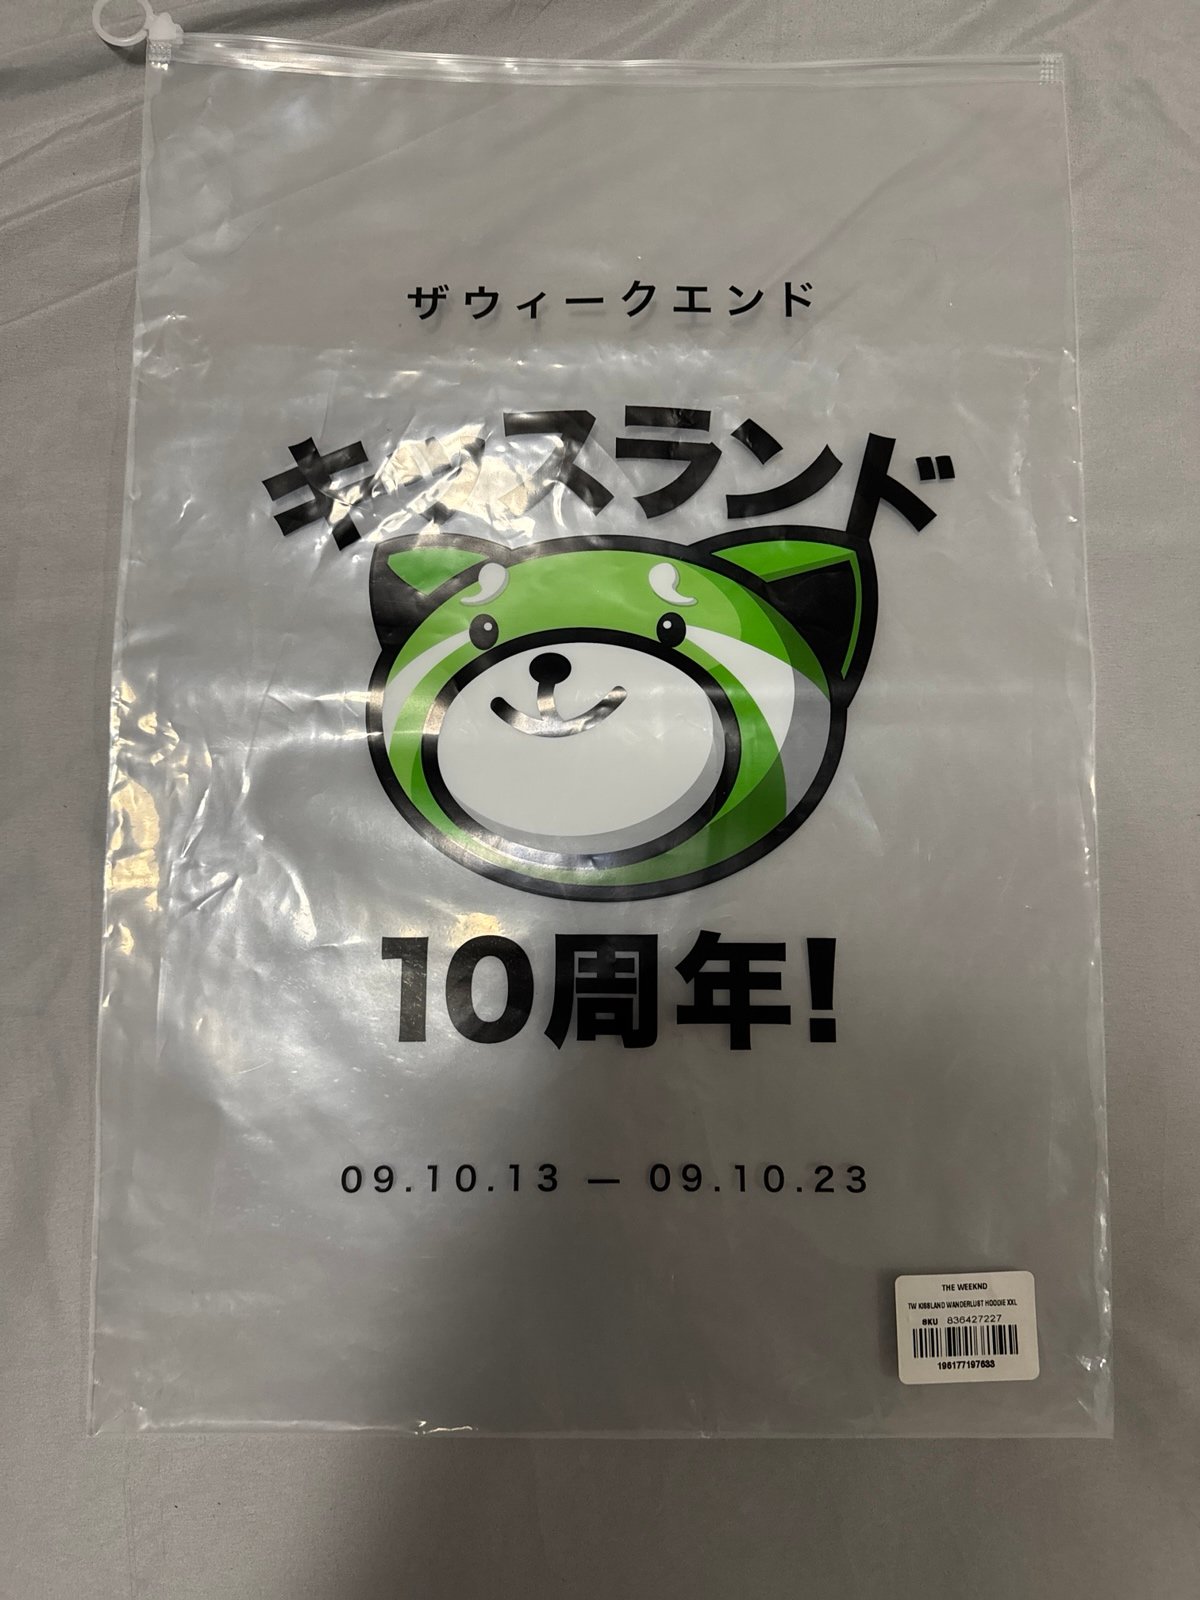 ザウィークエンド
キッスランド
10周年!
09.10.13 — 09.10.23
THE WEEKND
TW KISSLAND WANDERLUST HOODIE XXL
SKU 836427227
196177197633